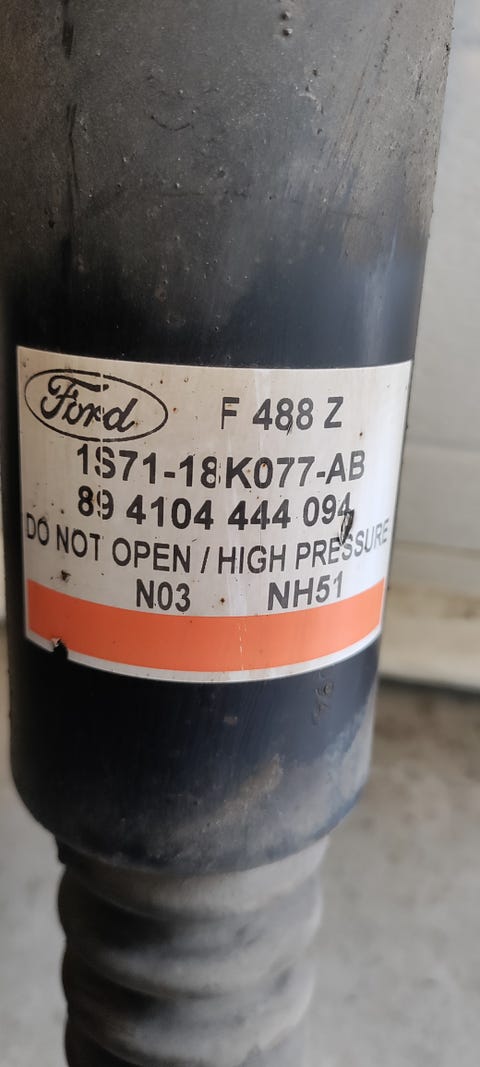 Ford F 488 Z
1S71-18K077-AB
89 4104 444 094
DO NOT OPEN / HIGH PRESSURE
N03 NH51